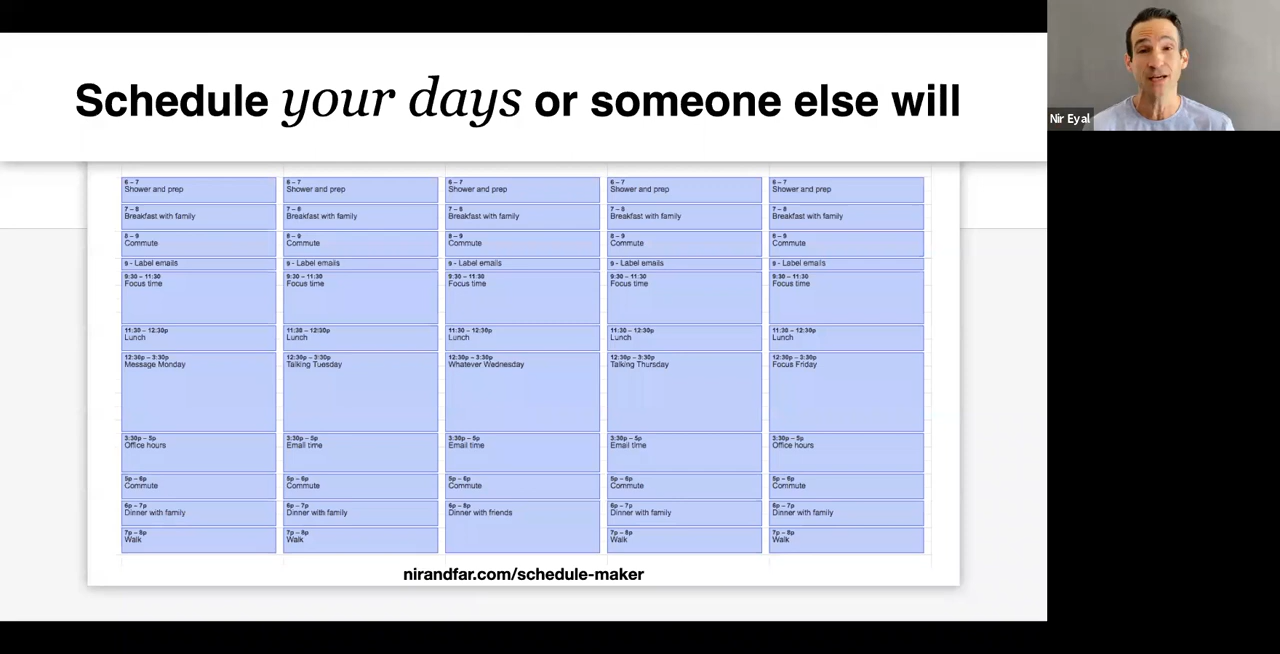 Schedule your days or someone else will
Nir Eyal
6 – 7
Shower and prep
6 – 7
Shower and prep
6 – 7
Shower and prep
6 – 7
Shower and prep
6 – 7
Shower and prep
7 – 8
Breakfast with family
7 – 8
Breakfast with family
7 – 8
Breakfast with family
7 – 8
Breakfast with family
7 – 8
Breakfast with family
8 – 9
Commute
8 – 9
Commute
8 – 9
Commute
8 – 9
Commute
8 – 9
Commute
9 - Label emails
9 - Label emails
9 - Label emails
9 - Label emails
9 - Label emails
9:30 – 11:30
Focus time
9:30 – 11:30
Focus time
9:30 – 11:30
Focus time
9:30 – 11:30
Focus time
9:30 – 11:30
Focus time
11:30 – 12:30p
Lunch
11:30 – 12:30p
Lunch
11:30 – 12:30p
Lunch
11:30 – 12:30p
Lunch
11:30 – 12:30p
Lunch
12:30p – 3:30p
Message Monday
12:30p – 3:30p
Talking Tuesday
12:30p – 3:30p
Whatever Wednesday
12:30p – 3:30p
Talking Thursday
12:30p – 3:30p
Focus Friday
3:30p – 5p
Office hours
3:30p – 5p
Email time
3:30p – 5p
Email time
3:30p – 5p
Email time
3:30p – 5p
Office hours
5p – 6p
Commute
5p – 6p
Commute
5p – 6p
Commute
5p – 6p
Commute
5p – 6p
Commute
6p – 7p
Dinner with family
6p – 7p
Dinner with family
6p – 8p
Dinner with friends
6p – 7p
Dinner with family
6p – 7p
Dinner with family
7p – 8p
Walk
7p – 8p
Walk
7p – 8p
Walk
7p – 8p
Walk
nirandfar.com/schedule-maker